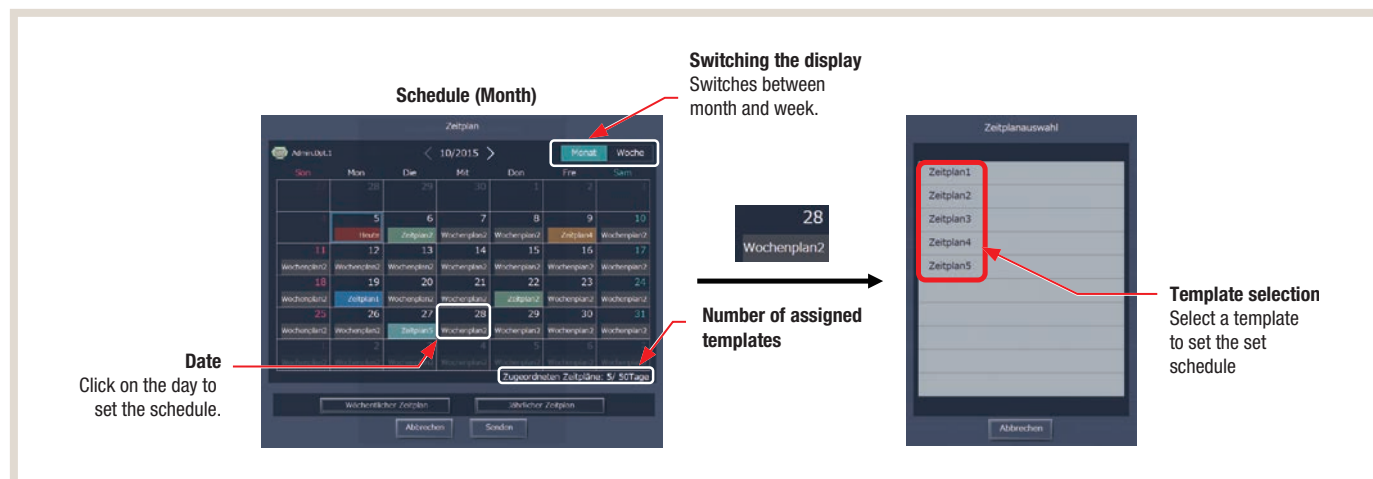 Switching the display
Switches between
month and week.
Schedule (Month)
Zeitplan
Admin.Dpt.1
10/2015
Monat Woche
Son Mon Die Mit Don Fre Sam
28 29 30 1 2
5 6 7 8 9 10
Heute Zeitplan2 Wochenplan2 Wochenplan2 Zeitplan4 Wochenplan2
11 12 13 14 15 16 17
Wochenplan2 Wochenplan2 Wochenplan2 Wochenplan2 Wochenplan2 Wochenplan2 Wochenplan2
18 19 20 21 22 23 24
Wochenplan2 Zeitplan1 Wochenplan2 Wochenplan2 Zeitplan2 Wochenplan2 Wochenplan2
25 26 27 28 29 30 31
Wochenplan2 Wochenplan2 Zeitplan5 Wochenplan2 Wochenplan2 Wochenplan2 Wochenplan2
2 4 5 6
Zugeordneten Zeitpläne: 5/ 50Tage
Wöchentlicher Zeitplan Jährlicher Zeitplan
Abbrechen Senden
Date
Click on the day to
set the schedule.
28
Wochenplan2
Number of assigned
templates
Zeitplanauswahl
Zeitplan1
Zeitplan2
Zeitplan3
Zeitplan4
Zeitplan5
Abbrechen
Template selection
Select a template
to set the set
schedule